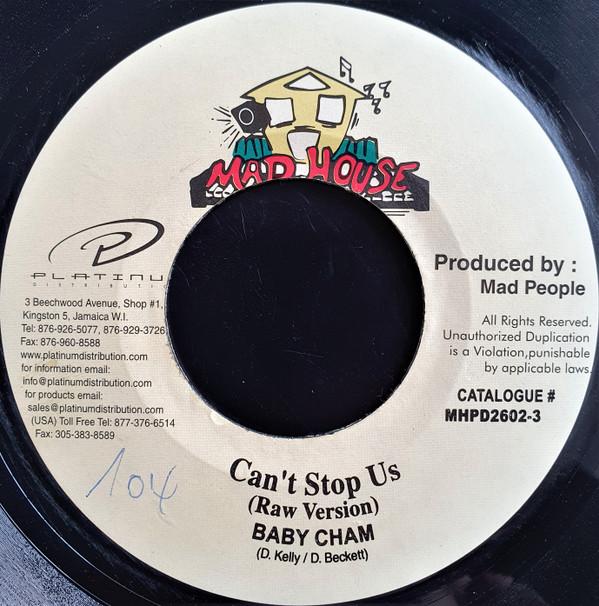 MAD HOUSE
PLATINU
DISTRIBUTI
3 Beechwood Avenue, Shop #1,
Kingston 5, Jamaica W.I.
Tel: 876-926-5077, 876-929-3726
Fax: 876-960-8588
www.platinumdistribution.com
for information email:
info@platinumdistribution.com
for products email:
sales@platinumdistribution.com
(USA) Toll Free Tel: 877-376-6514
Fax: 305-383-8589
104
Produced by :
Mad People
All Rights Reserved.
Unauthorized Duplication
is a Violation,punishable
by applicable laws.
CATALOGUE #
MHPD2602-3
Can't Stop Us
(Raw Version)
BABY CHAM
(D. Kelly / D. Beckett)